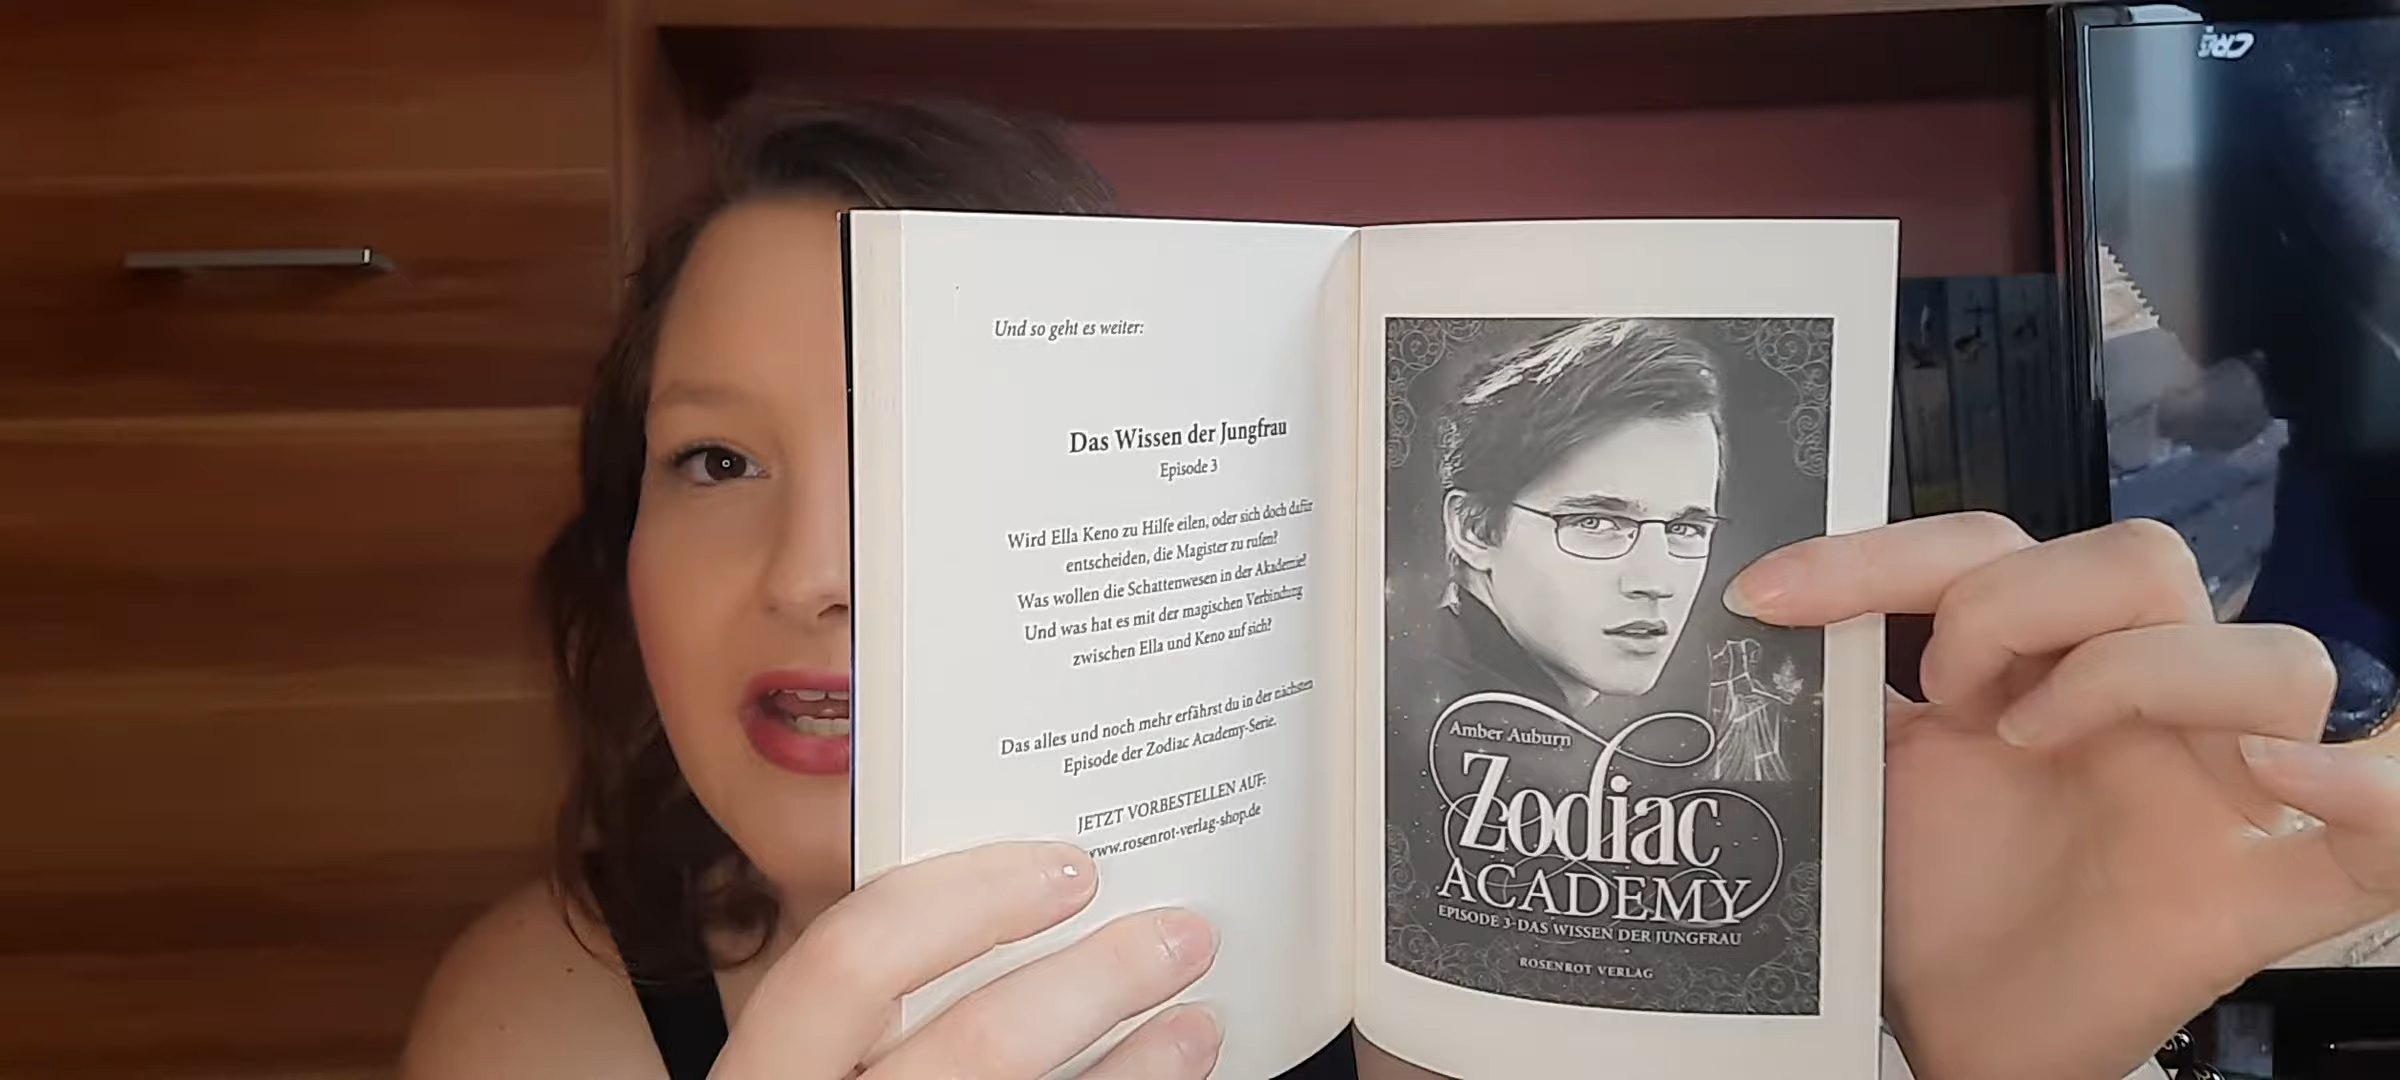 Und so geht es weiter:
Das Wissen der Jungfrau
Episode 3
Wird Ella Keno zu Hilfe eilen, oder sich doch dafür
entscheiden, die Magister zu rufen?
Was wollen die Schattenwesen in der Akademie?
Und was hat es mit der magischen Verbindung
zwischen Ella und Keno auf sich?
Das alles und noch mehr erfährst du in der nächsten
Episode der Zodiac Academy-Serie.
JETZT VORBESTELLEN AUF:
www.rosenrot-verlag-shop.de
Amber Auburn
Zodiac
ACADEMY
EPISODE 3-DAS WISSEN DER JUNGFRAU
ROSENROT VERLAG